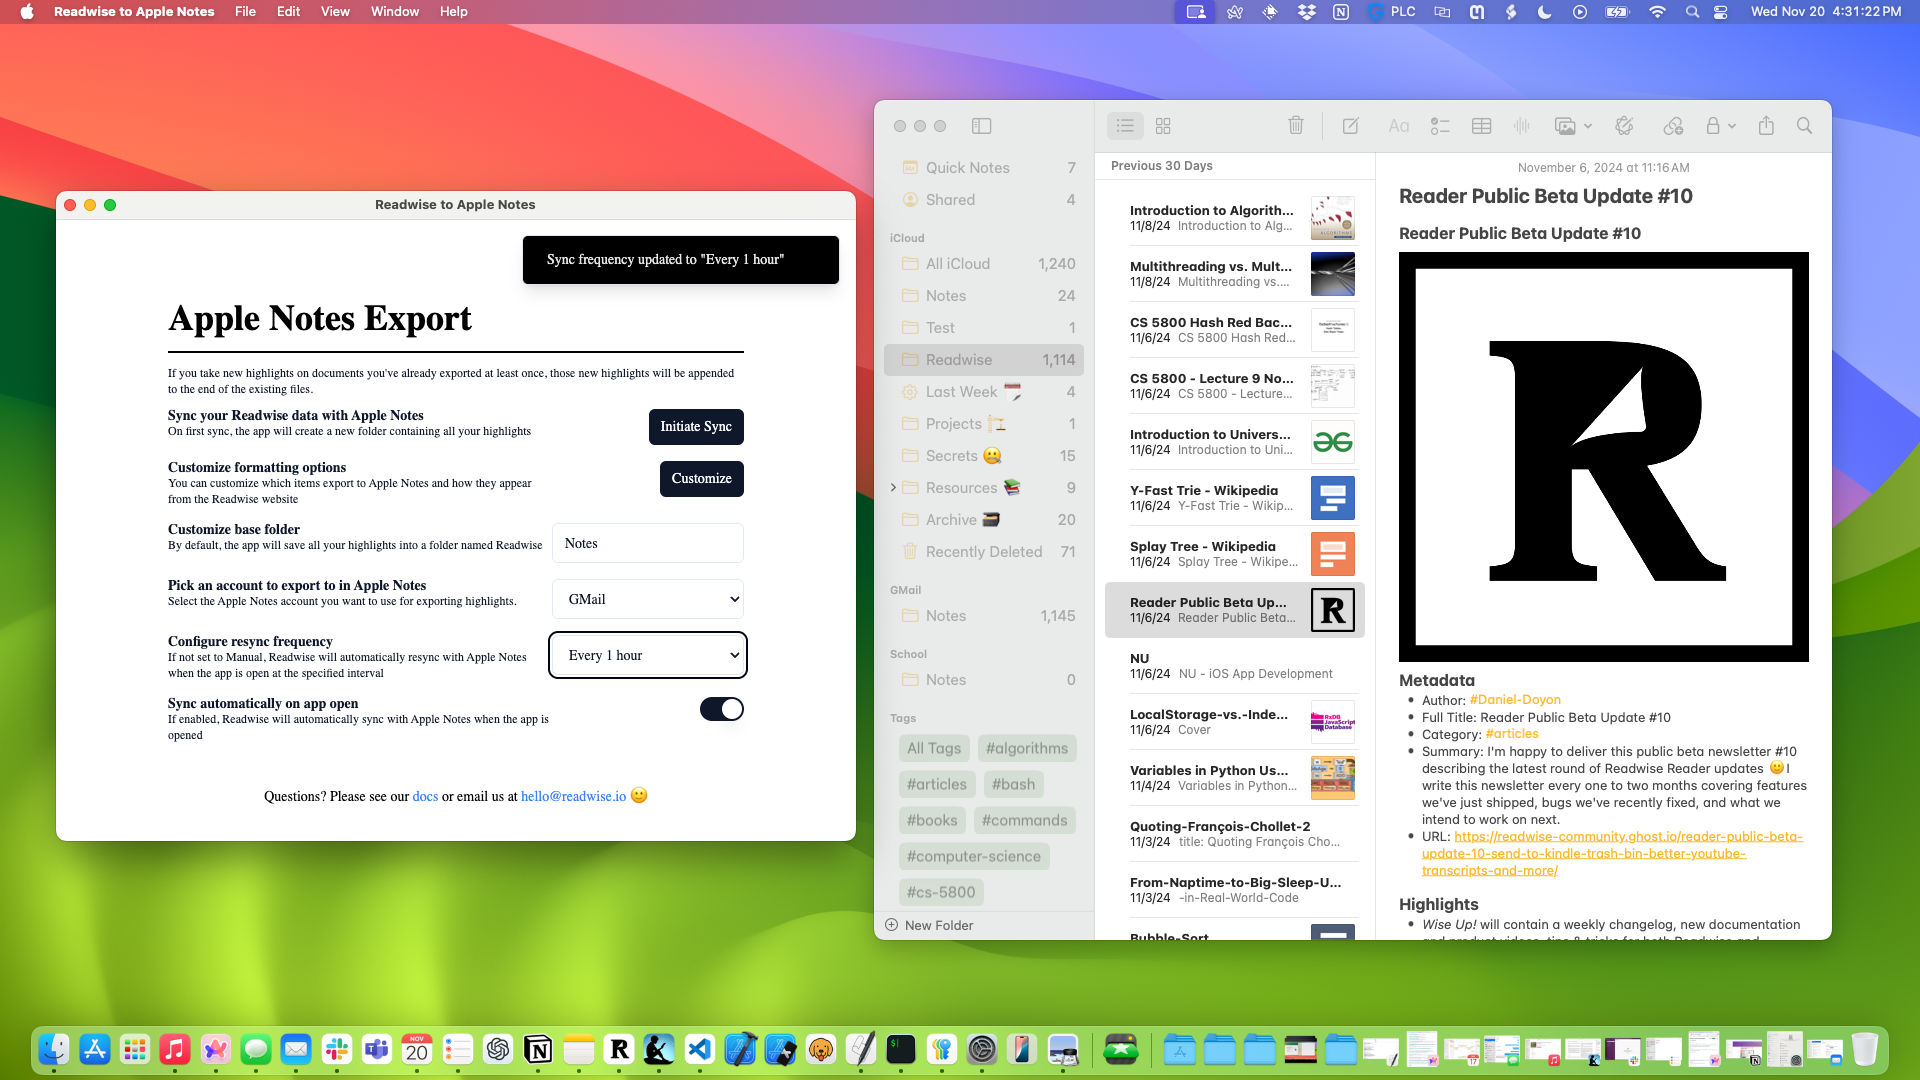 Readwise to Apple Notes File Edit View Window Help
PLC Wed Nov 20 4:31:22 PM
Readwise to Apple Notes
Sync frequency updated to "Every 1 hour"
Apple Notes Export
If you take new highlights on documents you've already exported at least once, those new highlights will be appended
to the end of the existing files.
Sync your Readwise data with Apple Notes
On first sync, the app will create a new folder containing all your highlights
Initiate Sync
Customize formatting options
You can customize which items export to Apple Notes and how they appear
from the Readwise website
Customize
Customize base folder
By default, the app will save all your highlights into a folder named Readwise
Notes
Pick an account to export to in Apple Notes
Select the Apple Notes account you want to use for exporting highlights.
GMail
Configure resync frequency
If not set to Manual, Readwise will automatically resync with Apple Notes
when the app is open at the specified interval
Every 1 hour
Sync automatically on app open
If enabled, Readwise will automatically sync with Apple Notes when the app is
opened
Questions? Please see our docs or email us at hello@readwise.io 🙂
Quick Notes 7
Shared 4
iCloud
All iCloud 1,240
Notes 24
Test 1
Readwise 1,114
Last Week 4
Projects 1
Secrets 15
Resources 9
Archive 20
Recently Deleted 71
GMail
Notes 1,145
School
Notes 0
Tags
All Tags #algorithms
#articles #bash
#books #commands
#computer-science
#cs-5800
New Folder
Previous 30 Days
Introduction to Algorith...
11/8/24 Introduction to Alg...
Multithreading vs. Mult...
11/8/24 Multithreading vs....
CS 5800 Hash Red Bac...
11/6/24 CS 5800 Hash Red...
CS 5800 - Lecture 9 No...
11/6/24 CS 5800 - Lecture...
Introduction to Univers...
11/6/24 Introduction to Uni...
Y-Fast Trie - Wikipedia
11/6/24 Y-Fast Trie - Wikip...
Splay Tree - Wikipedia
11/6/24 Splay Tree - Wikipe...
Reader Public Beta Up...
11/6/24 Reader Public Beta...
R
NU
11/6/24 NU - iOS App Development
LocalStorage-vs.-Inde...
11/6/24 Cover
RxDB
JavaScript
Database
Variables in Python Us...
11/4/24 Variables in Python...
Quoting-François-Chollet-2
11/3/24 title: Quoting François Cho...
From-Naptime-to-Big-Sleep-U...
11/3/24 -in-Real-World-Code
Bubble-Sort
Aa
November 6, 2024 at 11:16 AM
Reader Public Beta Update #10
Reader Public Beta Update #10
R
Metadata
• Author: #Daniel-Doyon
• Full Title: Reader Public Beta Update #10
• Category: #articles
• Summary: I'm happy to deliver this public beta newsletter #10
describing the latest round of Readwise Reader updates 🙂 I
write this newsletter every one to two months covering features
we've just shipped, bugs we've recently fixed, and what we
intend to work on next.
• URL: https://readwise-community.ghost.io/reader-public-beta-
update-10-send-to-kindle-trash-bin-better-youtube-
transcripts-and-more/
Highlights
• Wise Up! will contain a weekly changelog, new documentation
and product videos, tips & tricks for both Readwise and
NOV
20
R